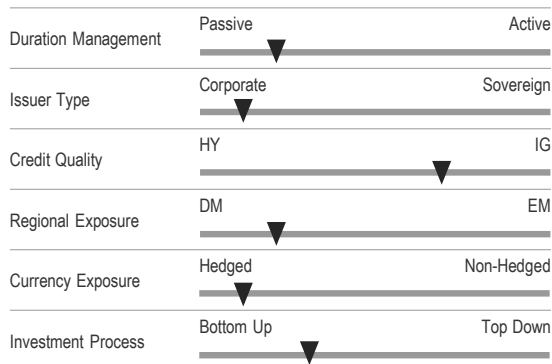 Passive Active
Duration Management
Corporate Sovereign
Issuer Type
HY IG
Credit Quality
DM EM
Regional Exposure
Hedged Non-Hedged
Currency Exposure
Bottom Up Top Down
Investment Process